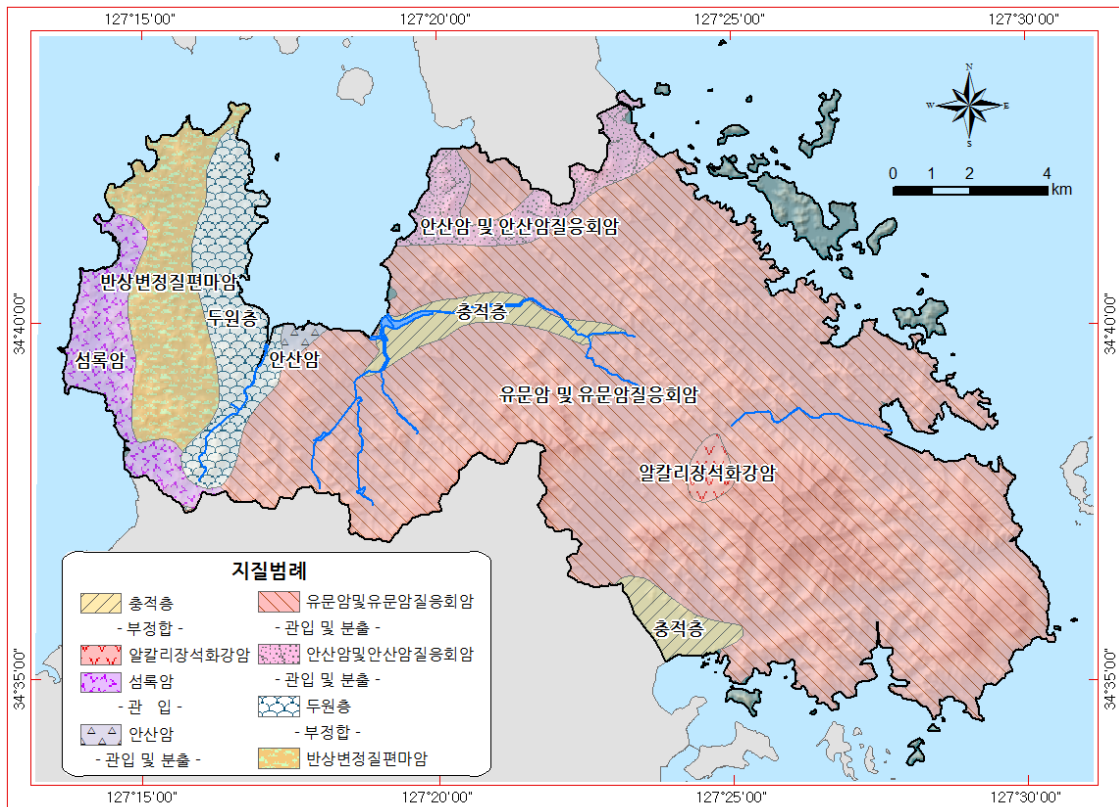 127°15'00" 127°20'00" 127°25'00" 127°30'00"
N
W E
S
0 1 2 4
km
안산암 및 안산암질응회암
반상변정질편마암
34°40'00" 두원층 충적층 34°40'00"
섬록암 안산암
유문암 및 유문암질응회암
알칼리장석화강암
충적층
34°35'00" 34°35'00"
지질범례
충적층
- 부정합 -
알칼리장석화강암
섬록암
- 관 입 -
안산암
- 관입 및 분출 -
유문암및유문암질응회암
- 관입 및 분출 -
안산암및안산암질응회암
- 관입 및 분출 -
두원층
- 부정합 -
반상변정질편마암
127°15'00" 127°20'00" 127°25'00" 127°30'00"